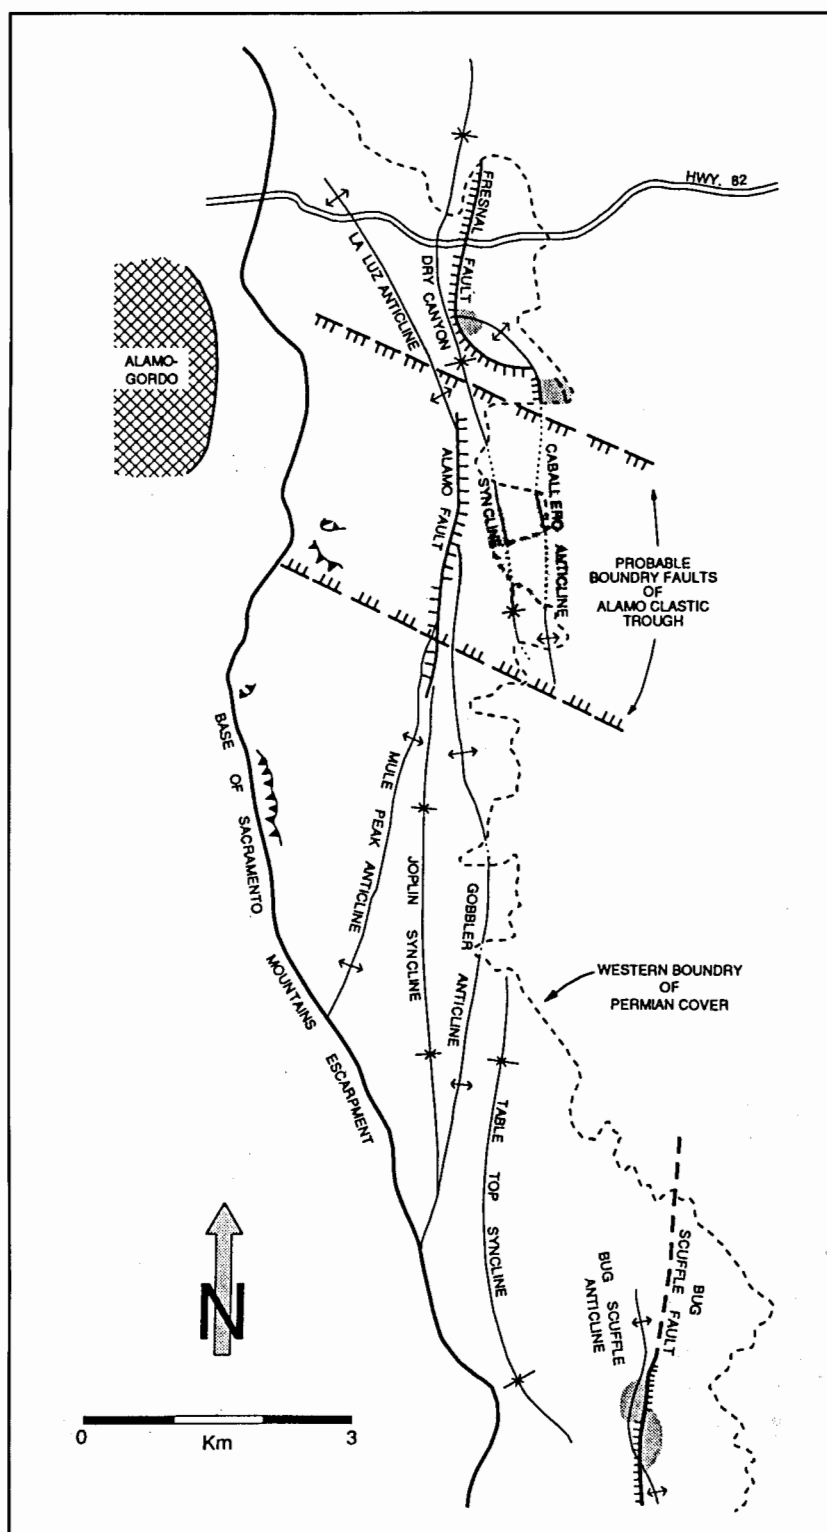 HWY. 82
FRESNAL FAULT
LA LUZ ANTICLINE
DRY CANYON
SYNCLINE
ALAMO-
GORDO
ALAMO FAULT
CABALLERO ANTICLINE
PROBABLE
BOUNDRY FAULTS
OF
ALAMO CLASTIC
TROUGH
BASE OF SACRAMENTO MOUNTAINS ESCARPMENT
MULE PEAK ANTICLINE
JOPLIN SYNCLINE
GOBBLER ANTICLINE
WESTERN BOUNDRY
OF
PERMIAN COVER
TABLE TOP SYNCLINE
BUG
SCUFFLE FAULT
BUG SCUFFLE
ANTICLINE
N
0 3
Km